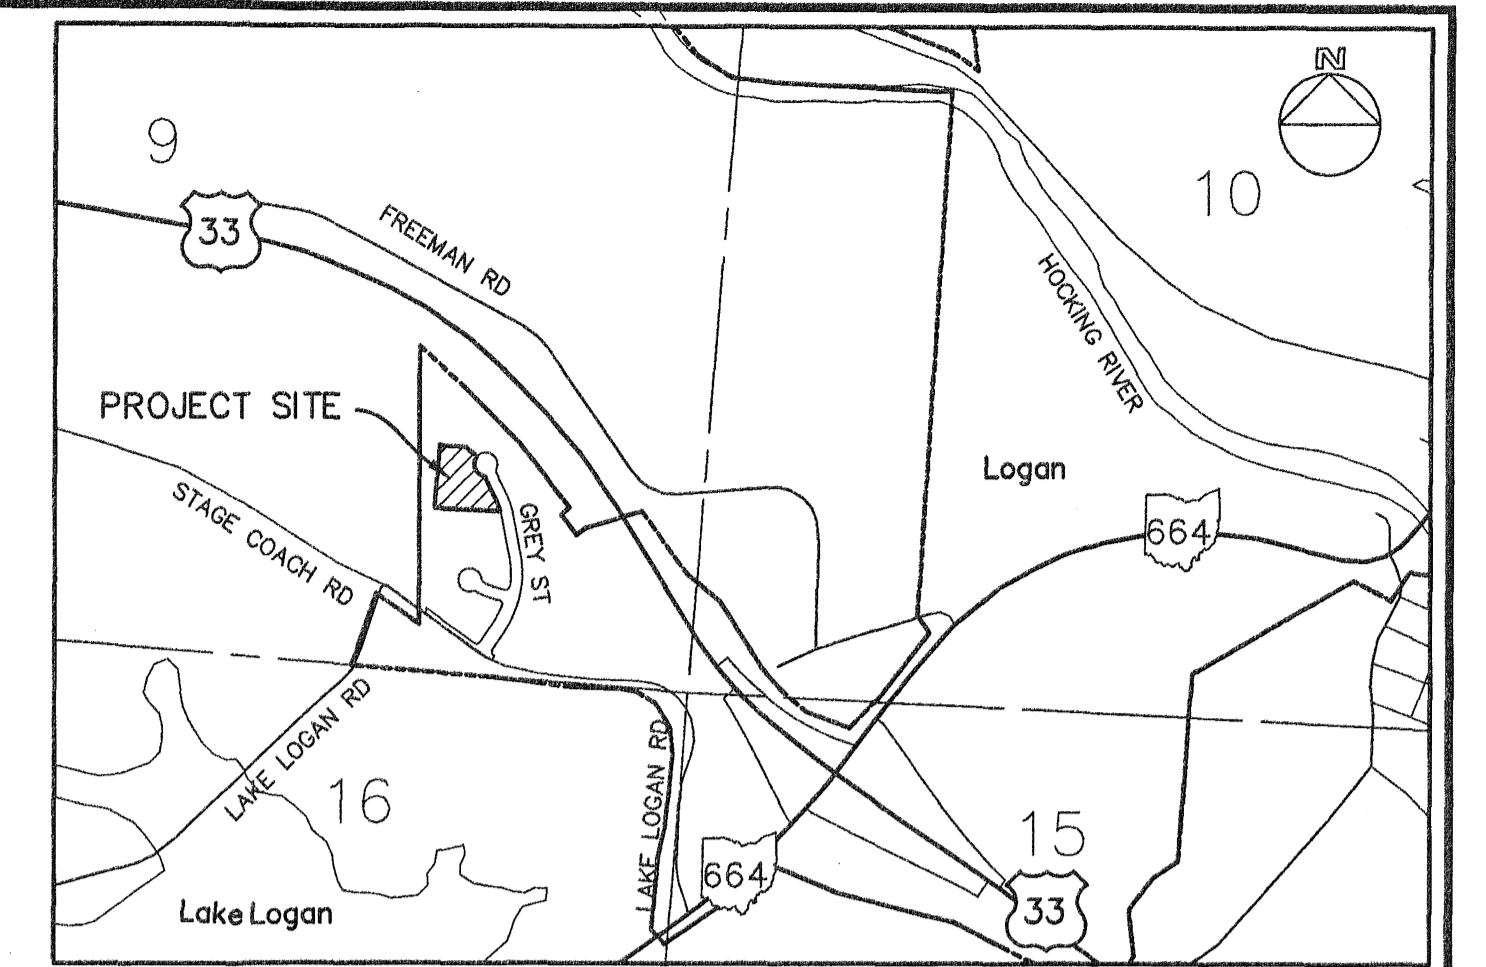 N
9
10
33
FREEMAN RD
HOCKING RIVER
PROJECT SITE
Logan
STAGE COACH RD
GREY ST
664
LAKE LOGAN RD
LAKE LOGAN RD
16
15
664
33
Lake Logan